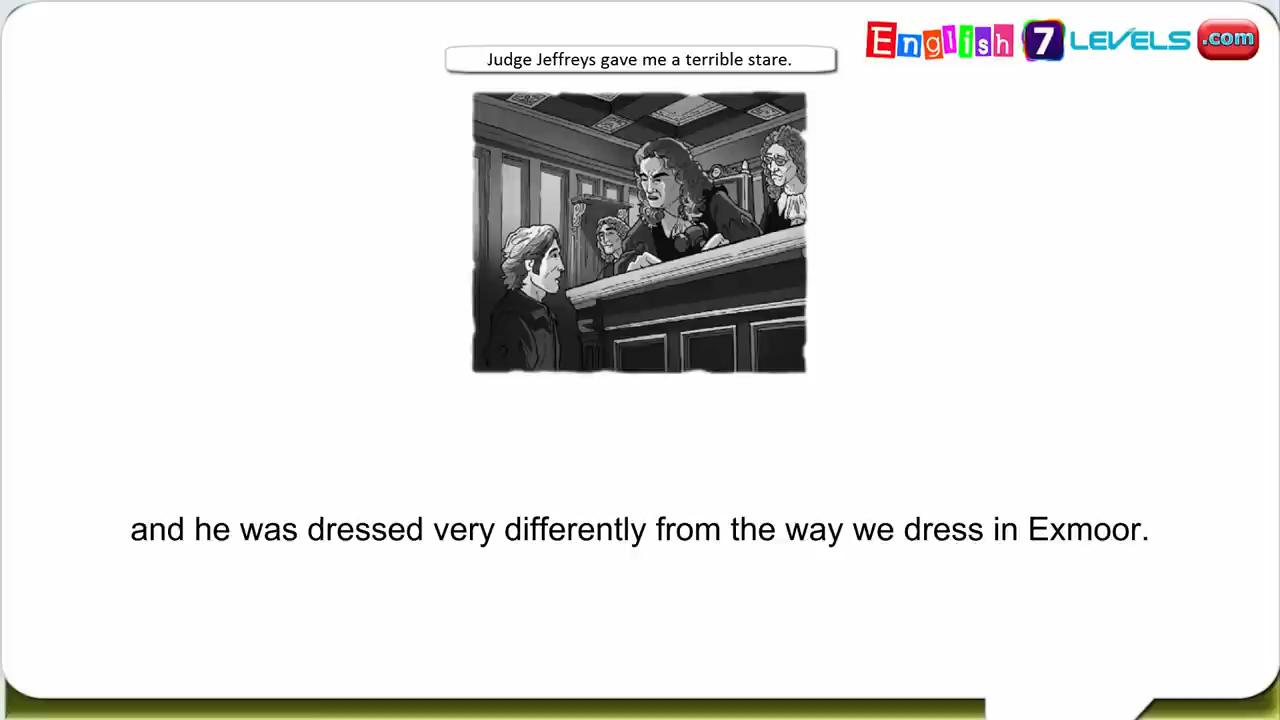 English 7 LEVELS .com
Judge Jeffreys gave me a terrible stare.
and he was dressed very differently from the way we dress in Exmoor.